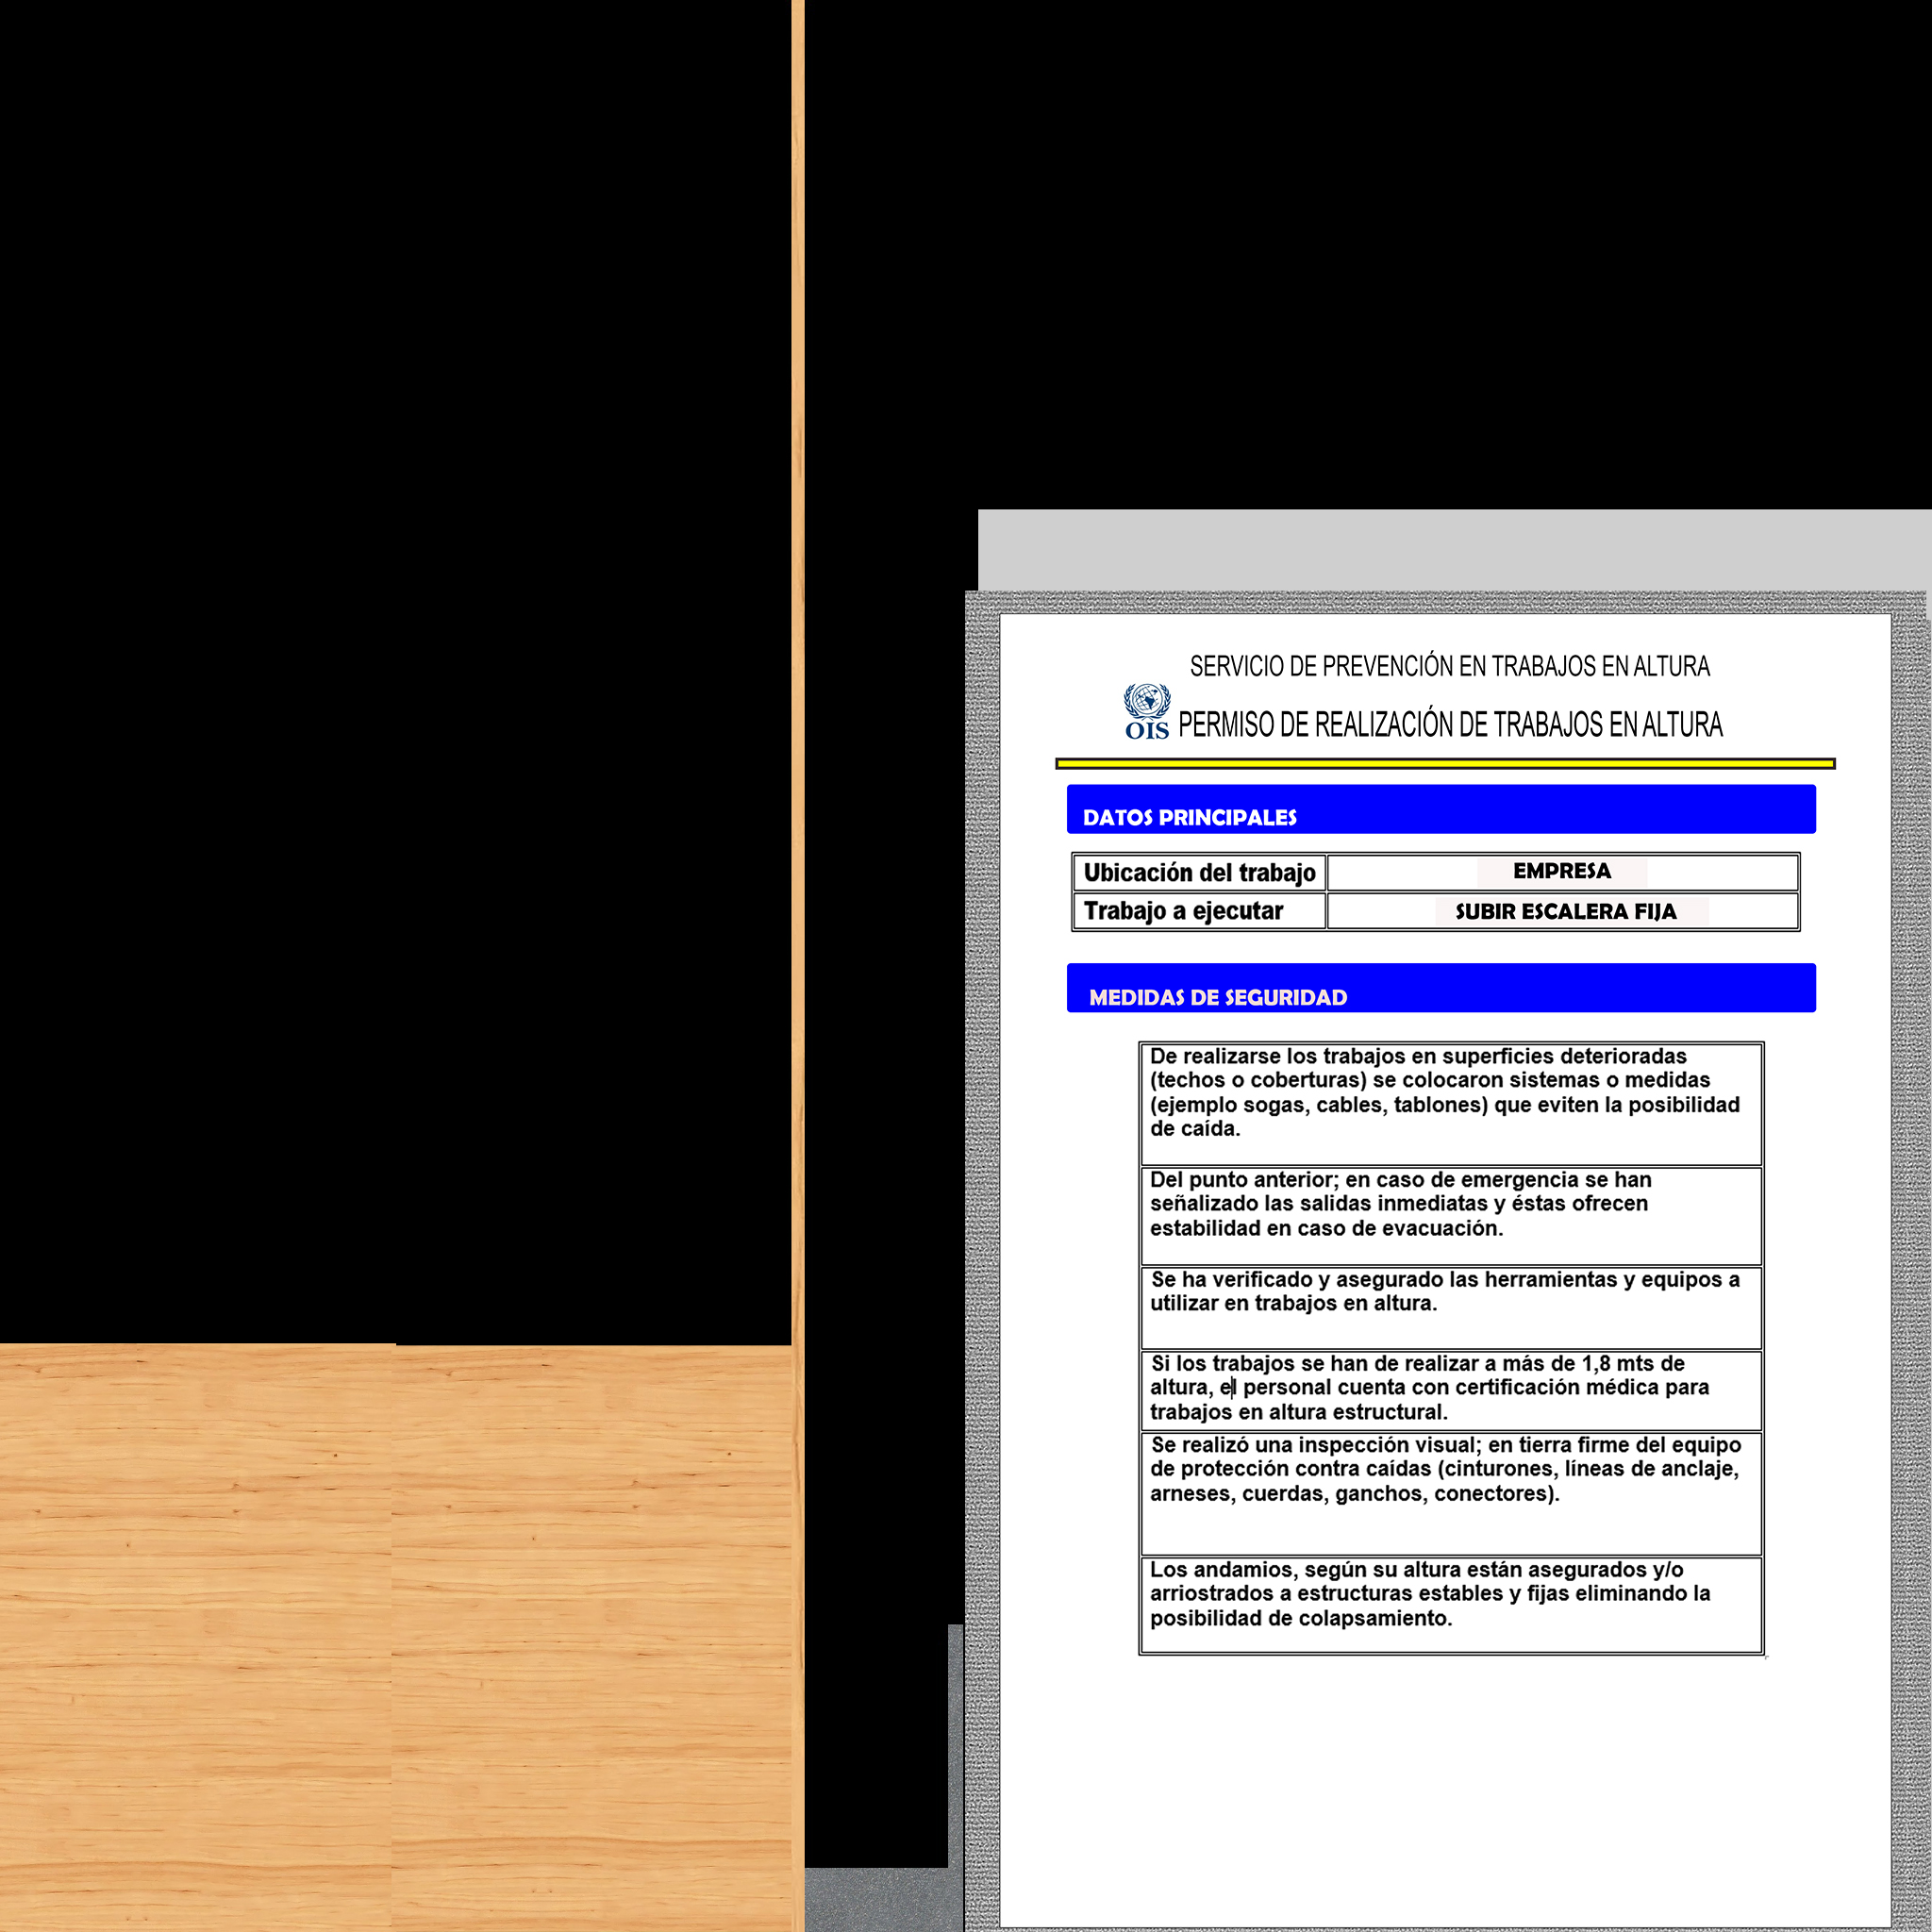 SERVICIO DE PREVENCIÓN EN TRABAJOS EN ALTURA
OIS
PERMISO DE REALIZACIÓN DE TRABAJOS EN ALTURA
DATOS PRINCIPALES
Ubicación del trabajo EMPRESA
Trabajo a ejecutar SUBIR ESCALERA FIJA
MEDIDAS DE SEGURIDAD
De realizarse los trabajos en superficies deterioradas
(techos o coberturas) se colocaron sistemas o medidas
(ejemplo sogas, cables, tablones) que eviten la posibilidad
de caída.
Del punto anterior; en caso de emergencia se han
señalizado las salidas inmediatas y éstas ofrecen
estabilidad en caso de evacuación.
Se ha verificado y asegurado las herramientas y equipos a
utilizar en trabajos en altura.
Si los trabajos se han de realizar a más de 1,8 mts de
altura, el personal cuenta con certificación médica para
trabajos en altura estructural.
Se realizó una inspección visual; en tierra firme del equipo
de protección contra caídas (cinturones, líneas de anclaje,
arneses, cuerdas, ganchos, conectores).
Los andamios, según su altura están asegurados y/o
arriostrados a estructuras estables y fijas eliminando la
posibilidad de colapsamiento.